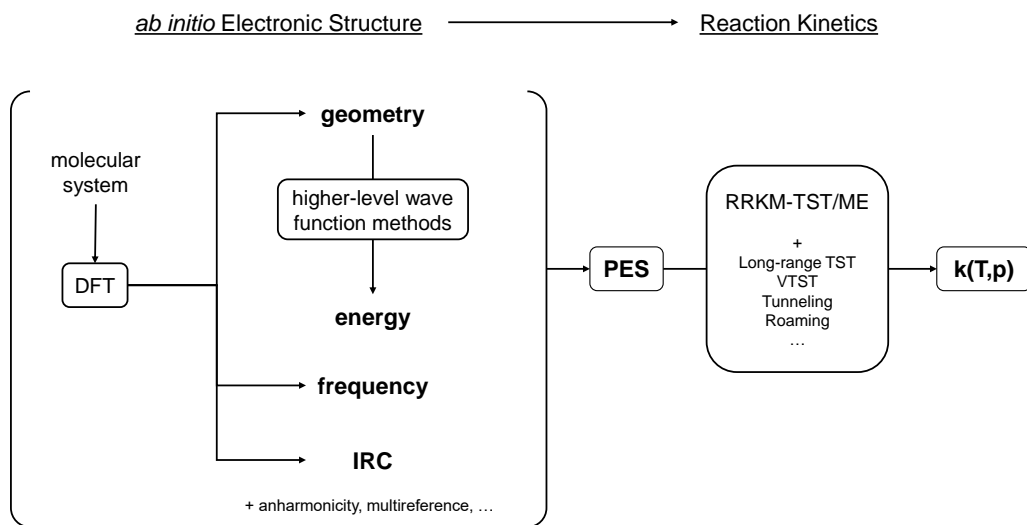 ab initio Electronic Structure
Reaction Kinetics
molecular
system
DFT
geometry
higher-level wave
function methods
energy
frequency
IRC
+ anharmonicity, multireference, …
PES
RRKM-TST/ME
+
Long-range TST
VTST
Tunneling
Roaming
…
k(T,p)